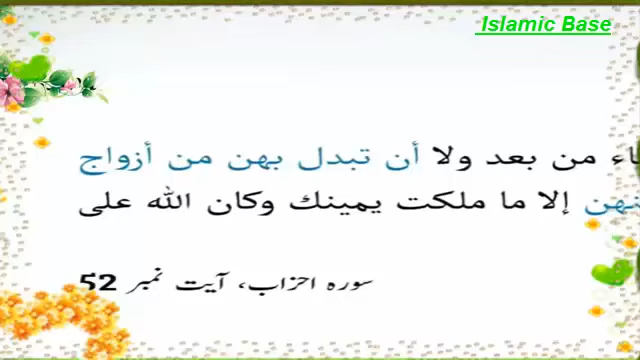 Islamic Base
من بعد ولا أن تبدل بهن من أزواج
إلا ما ملكت يمينك وكان الله على
سورہ احزاب، آیت نمبر 52